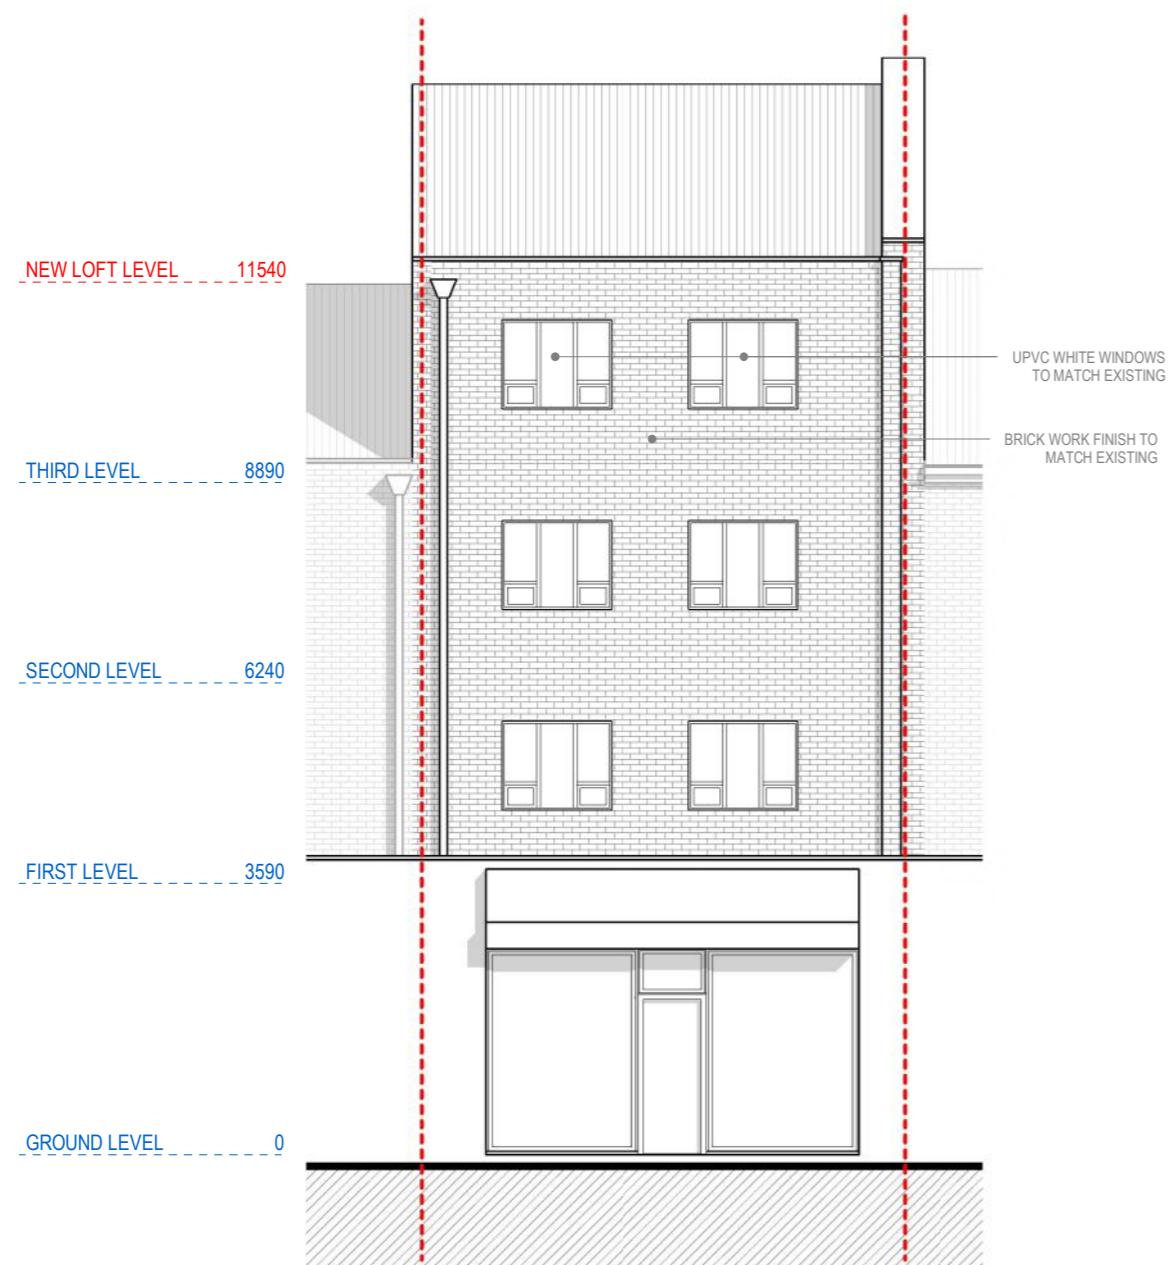 NEW LOFT LEVEL 11540
UPVC WHITE WINDOWS
TO MATCH EXISTING
BRICK WORK FINISH TO
MATCH EXISTING
THIRD LEVEL 8890
SECOND LEVEL 6240
FIRST LEVEL 3590
GROUND LEVEL 0